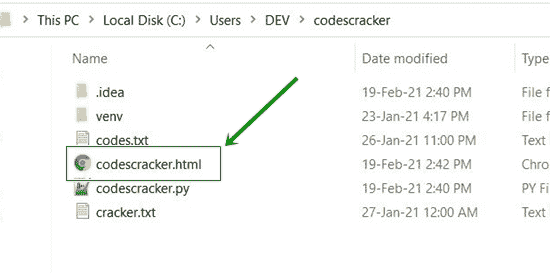 This PC > Local Disk (C:) > Users > DEV > codescracker
Name Date modified Type
.idea 19-Feb-21 2:40 PM File f
venv 23-Jan-21 4:17 PM File f
codes.txt 26-Jan-21 11:00 PM Text
codescracker.html 19-Feb-21 2:42 PM Chro
codescracker.py 19-Feb-21 2:40 PM PY Fi
cracker.txt 27-Jan-21 12:00 AM Text